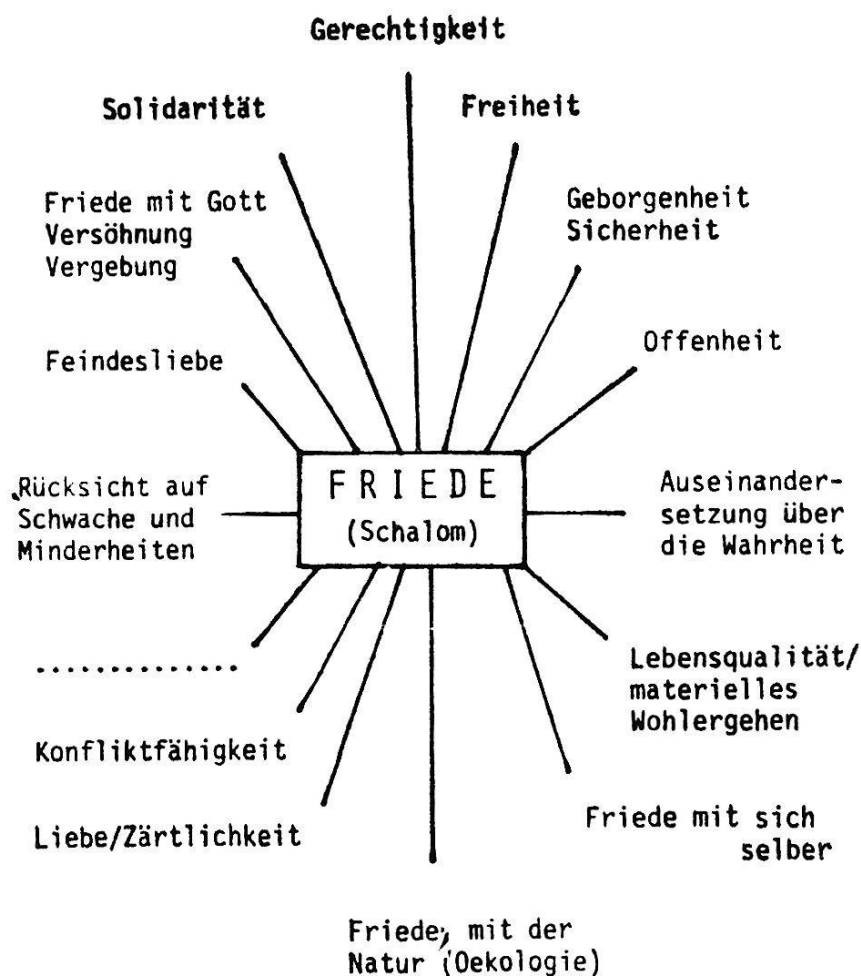 Gerechtigkeit
Solidarität
Freiheit
Friede mit Gott
Versöhnung
Vergebung
Geborgenheit
Sicherheit
Feindesliebe
Offenheit
Rücksicht auf
Schwache und
Minderheiten
FRIEDE
(Schalom)
Auseinander-
setzung über
die Wahrheit
..............
Lebensqualität/
materielles
Wohlergehen
Konfliktfähigkeit
Liebe/Zärtlichkeit
Friede mit sich
selber
Friede, mit der
Natur (Oekologie)